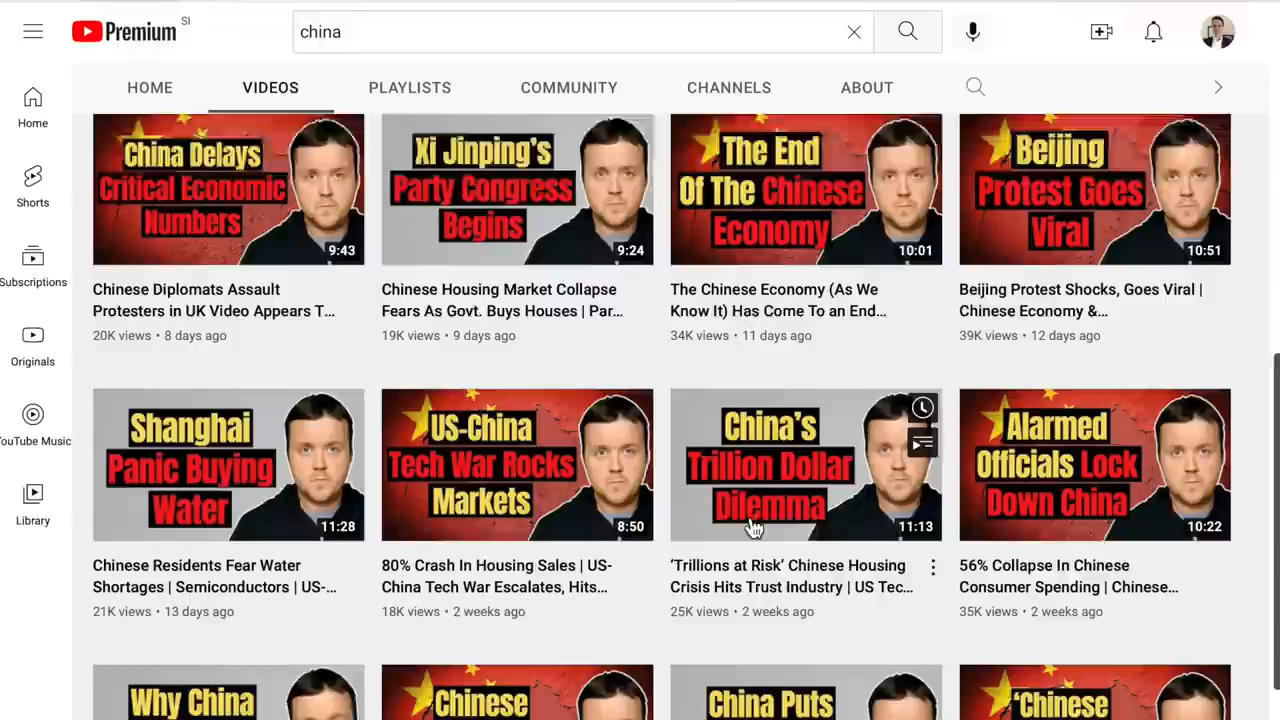 Premium SI
china
HOME VIDEOS PLAYLISTS COMMUNITY CHANNELS ABOUT
Home
Shorts
Subscriptions
Originals
YouTube Music
Library
China Delays
Critical Economic
Numbers
9:43
Chinese Diplomats Assault
Protesters in UK Video Appears T...
20K views • 8 days ago
Xi Jinping's
Party Congress
Begins
9:24
Chinese Housing Market Collapse
Fears As Govt. Buys Houses | Par...
19K views • 9 days ago
The End
Of The Chinese
Economy
10:01
The Chinese Economy (As We
Know It) Has Come To an End...
34K views • 11 days ago
Beijing
Protest Goes
Viral
10:51
Beijing Protest Shocks, Goes Viral |
Chinese Economy &...
39K views • 12 days ago
Shanghai
Panic Buying
Water
11:28
Chinese Residents Fear Water
Shortages | Semiconductors | US-...
21K views • 13 days ago
US-China
Tech War Rocks
Markets
8:50
80% Crash In Housing Sales | US-
China Tech War Escalates, Hits...
18K views • 2 weeks ago
China's
Trillion Dollar
Dilemma
11:13
'Trillions at Risk' Chinese Housing
Crisis Hits Trust Industry | US Tec...
25K views • 2 weeks ago
Alarmed
Officials Lock
Down China
10:22
56% Collapse In Chinese
Consumer Spending | Chinese...
35K views • 2 weeks ago
Why China
Chinese
China Puts
'Chinese